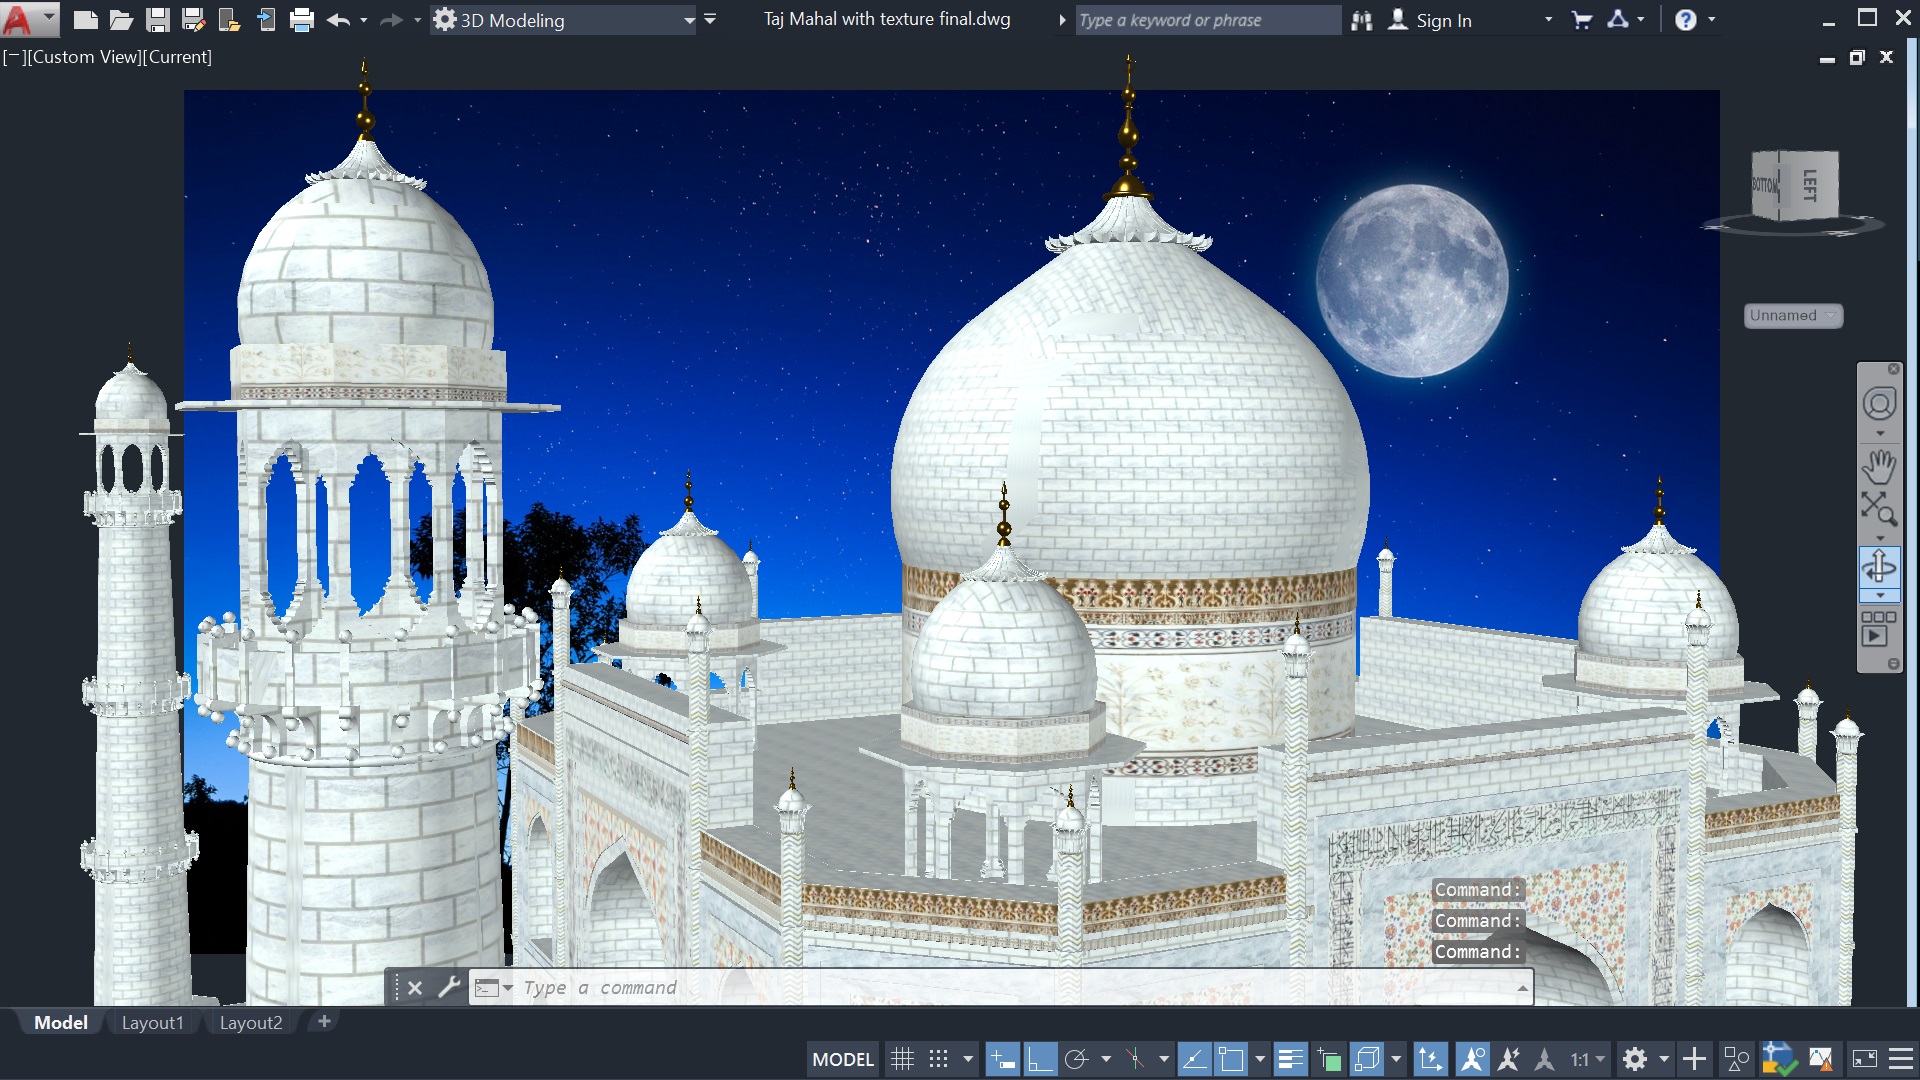 3D Modeling
Taj Mahal with texture final.dwg
Type a keyword or phrase
Sign In
[−][Custom View][Current]
BOTTOM
LEFT
Unnamed
Command:
Command:
Command:
Type a command
Model
Layout1
Layout2
MODEL
1:1